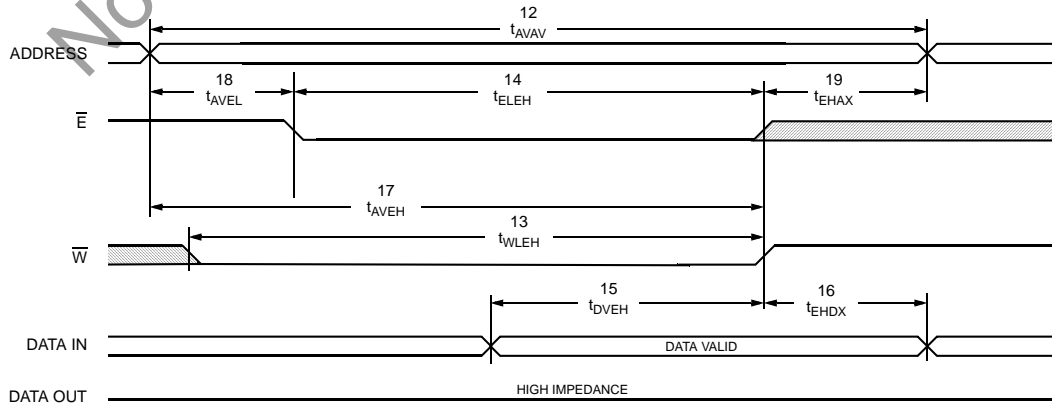 12
tAVAV
ADDRESS
18
tAVEL
14
tELEH
19
tEHAX
E
17
tAVEH
13
tWLEH
W
15
tDVEH
16
tEHDX
DATA IN
DATA VALID
DATA OUT
HIGH IMPEDANCE
No